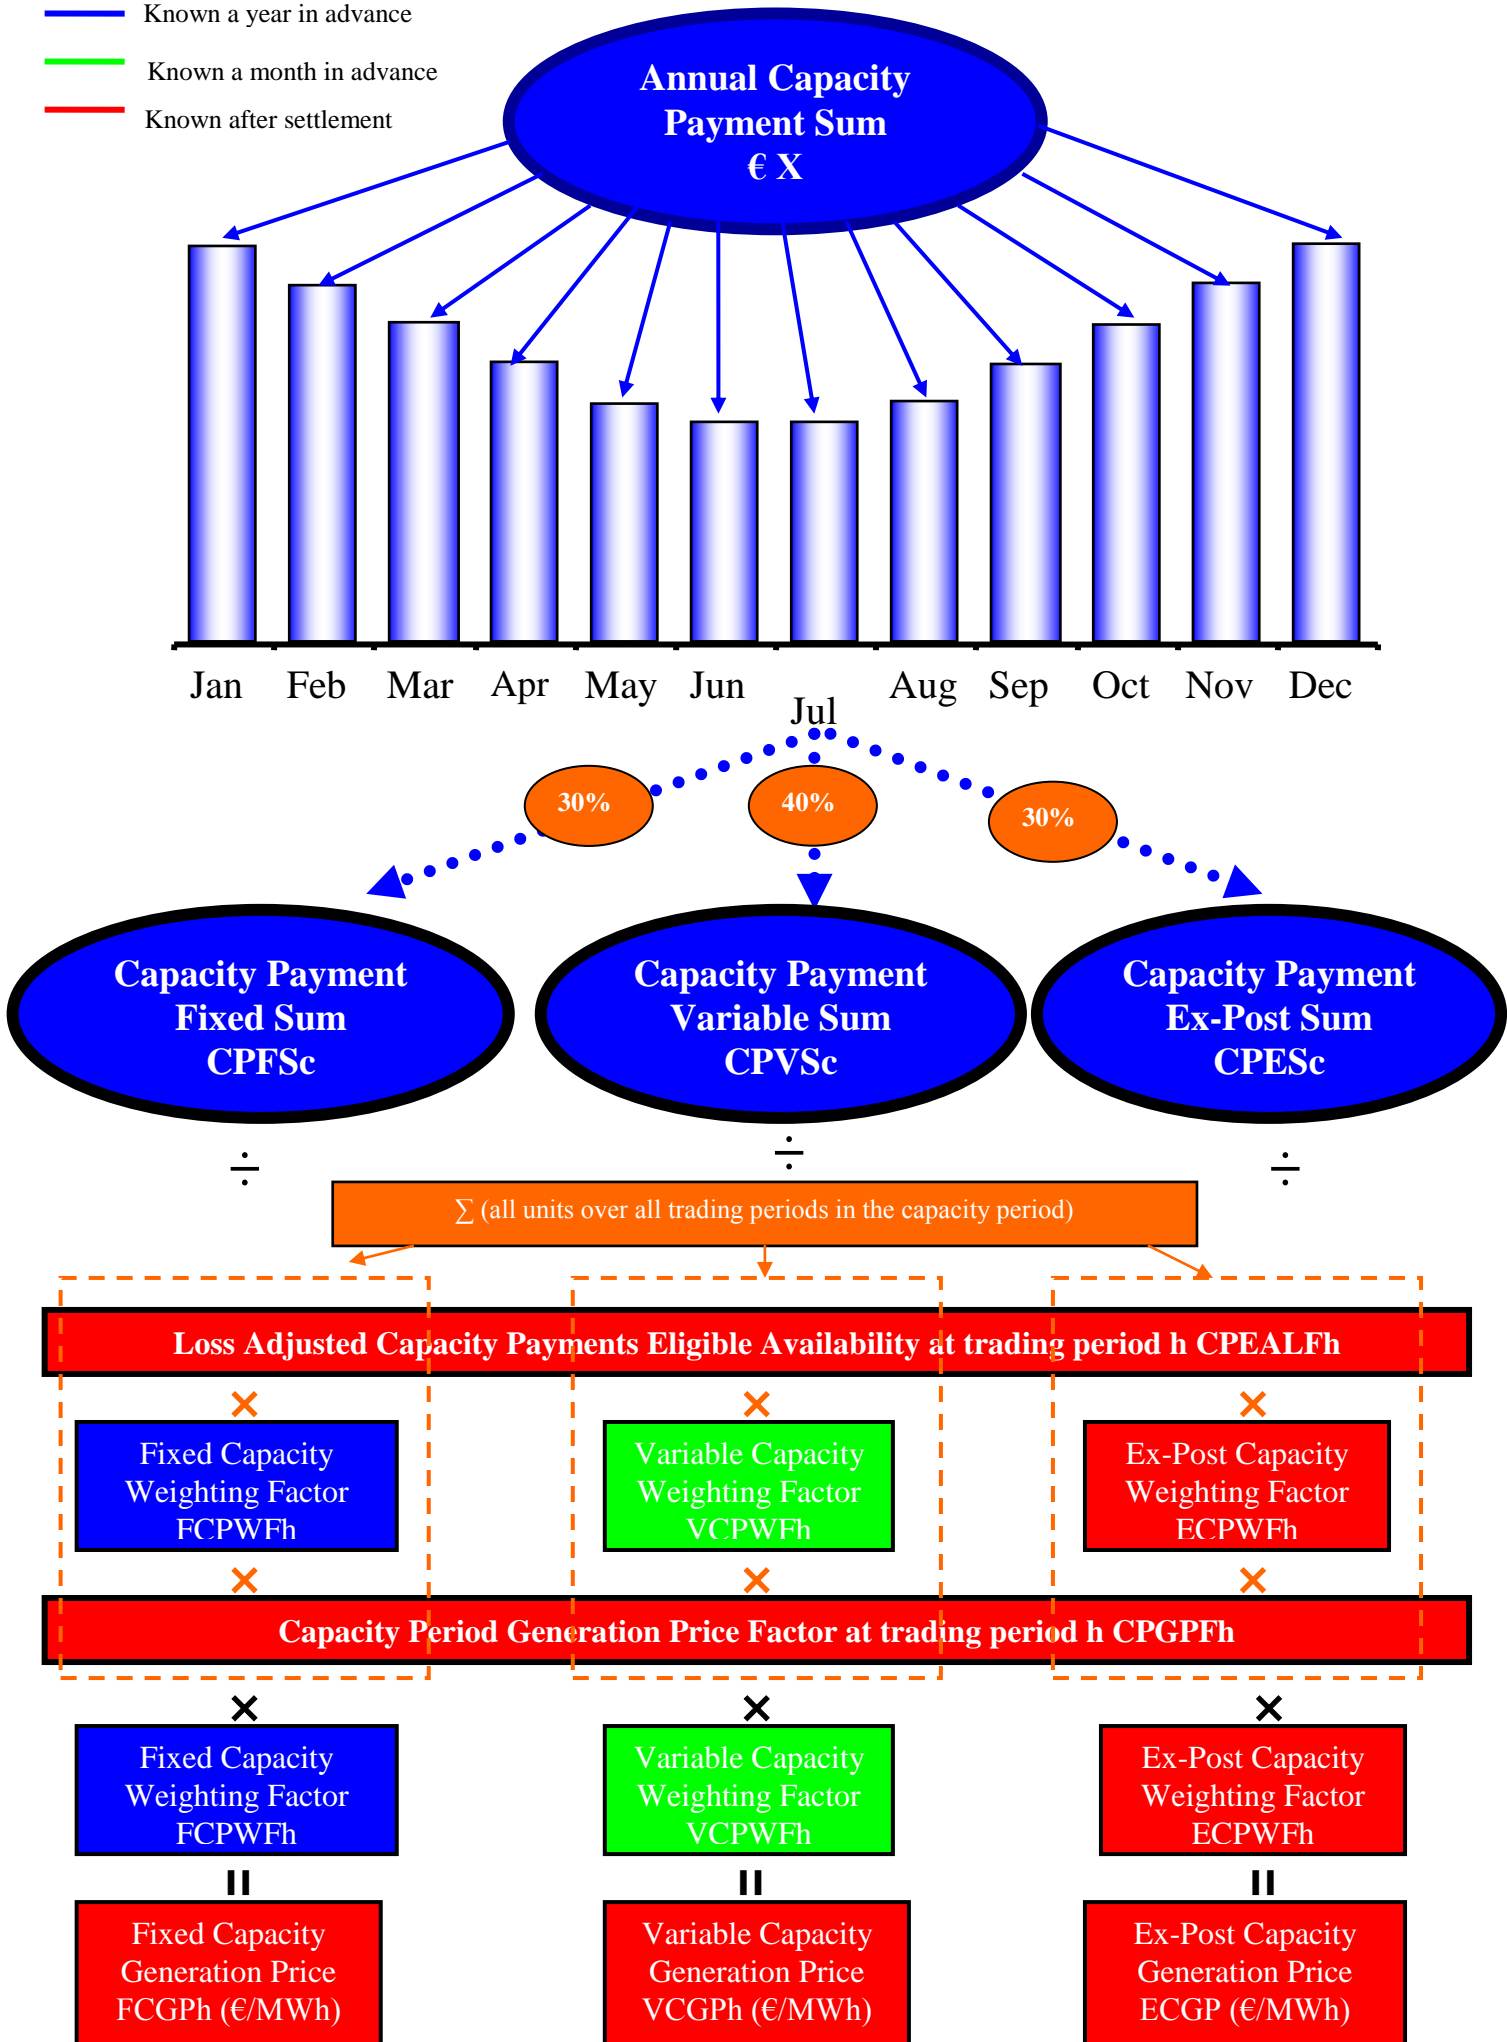 Known a year in advance
Known a month in advance
Known after settlement
Annual Capacity
Payment Sum
€ X
Jan Feb Mar Apr May Jun Jul Aug Sep Oct Nov Dec
30% 40% 30%
Capacity Payment
Fixed Sum
CPFSc
Capacity Payment
Variable Sum
CPVSc
Capacity Payment
Ex-Post Sum
CPESc
÷ ÷ ÷
∑ (all units over all trading periods in the capacity period)
Loss Adjusted Capacity Payments Eligible Availability at trading period h CPEALFh
× × ×
Fixed Capacity
Weighting Factor
FCPWFh
Variable Capacity
Weighting Factor
VCPWFh
Ex-Post Capacity
Weighting Factor
ECPWFh
× × ×
Capacity Period Generation Price Factor at trading period h CPGPFh
× × ×
Fixed Capacity
Weighting Factor
FCPWFh
Variable Capacity
Weighting Factor
VCPWFh
Ex-Post Capacity
Weighting Factor
ECPWFh
= = =
Fixed Capacity
Generation Price
FCGPh (€/MWh)
Variable Capacity
Generation Price
VCGPh (€/MWh)
Ex-Post Capacity
Generation Price
ECGP (€/MWh)